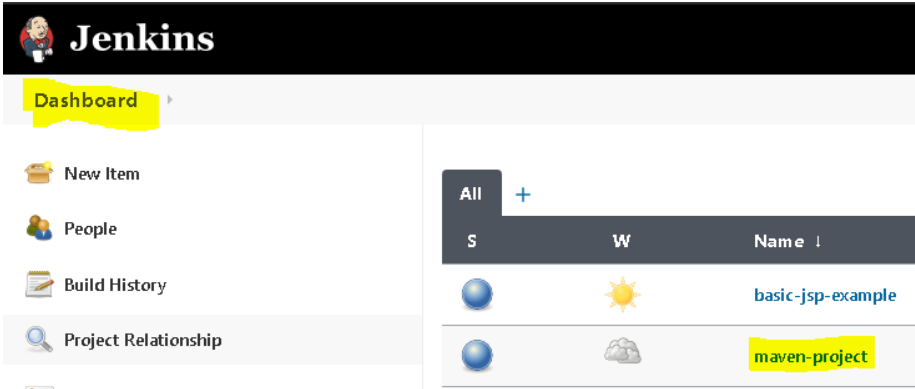 Jenkins
Dashboard
New Item
People
Build History
Project Relationship
All +
S W Name ↓
basic-jsp-example
maven-project